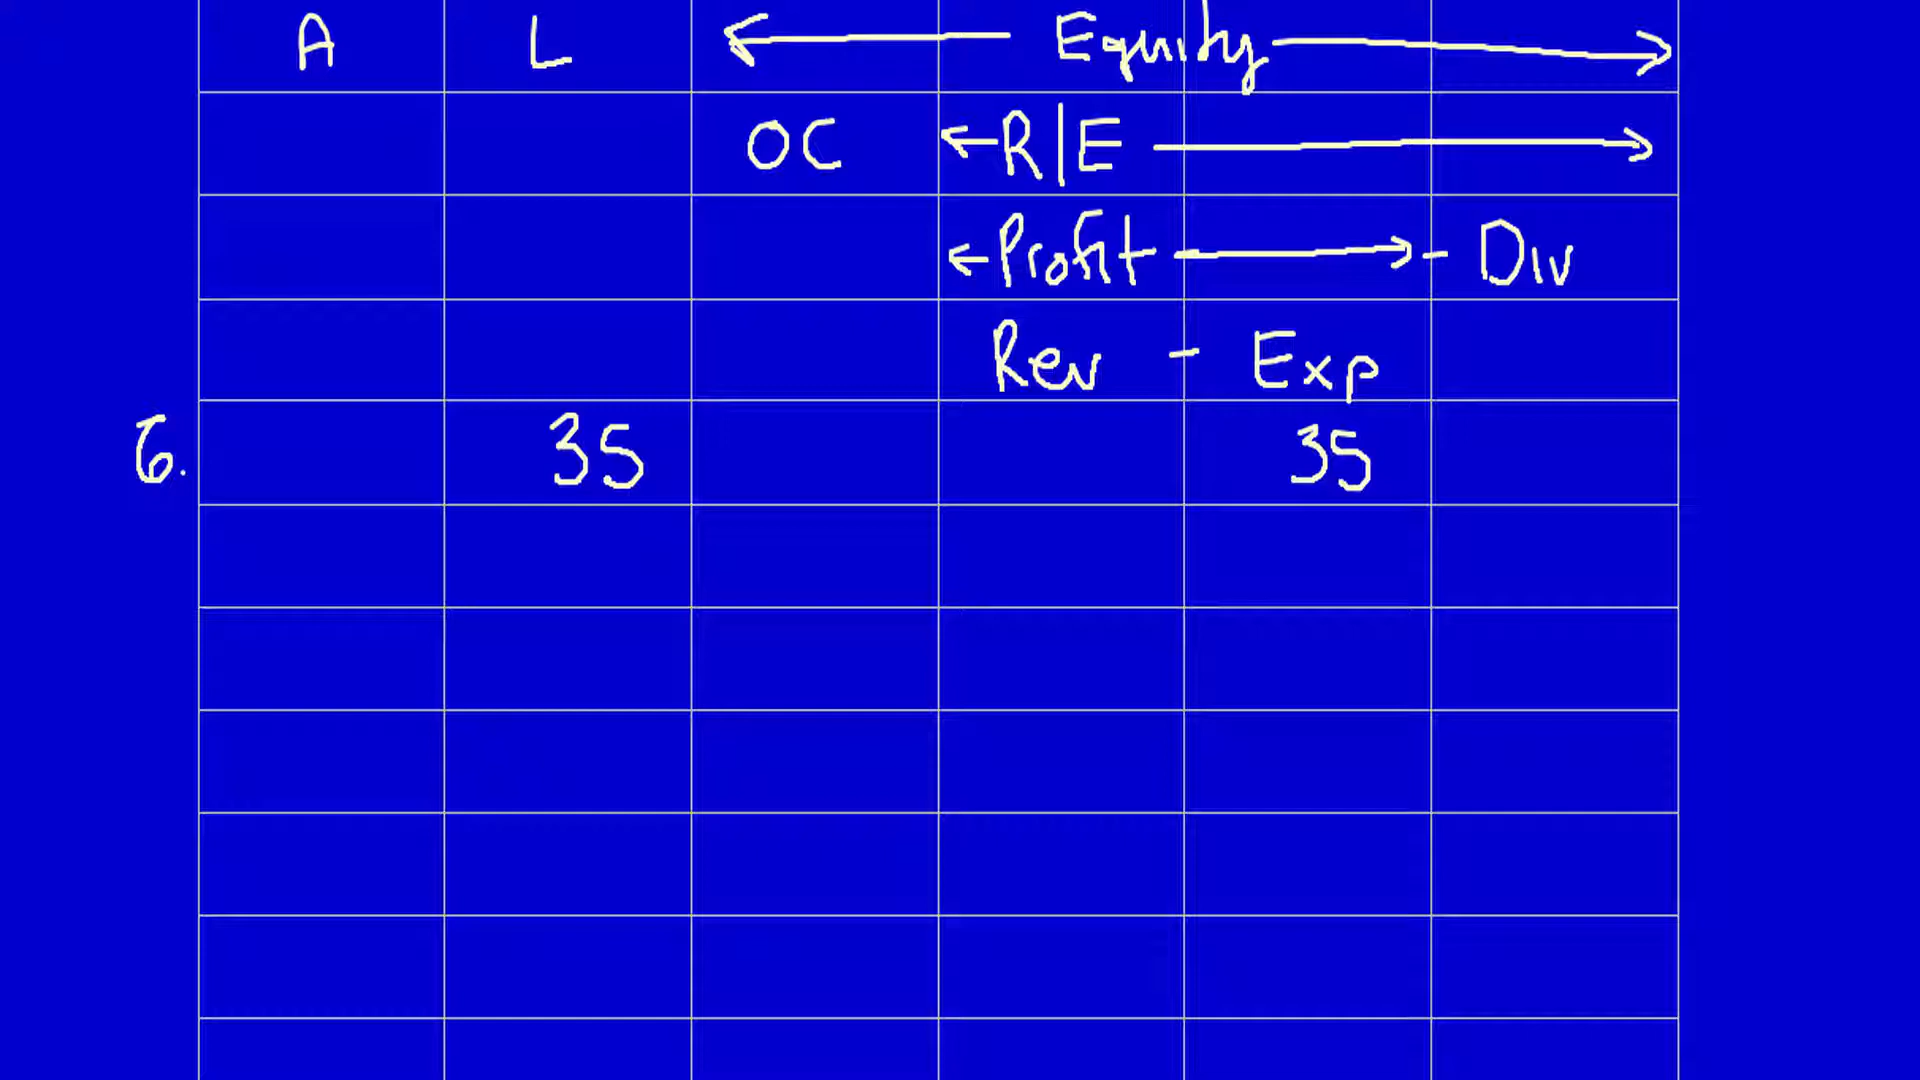 A L ← Equity →
OC ← R/E →
← Profit → - Div
Rev - Exp
6. 35 35